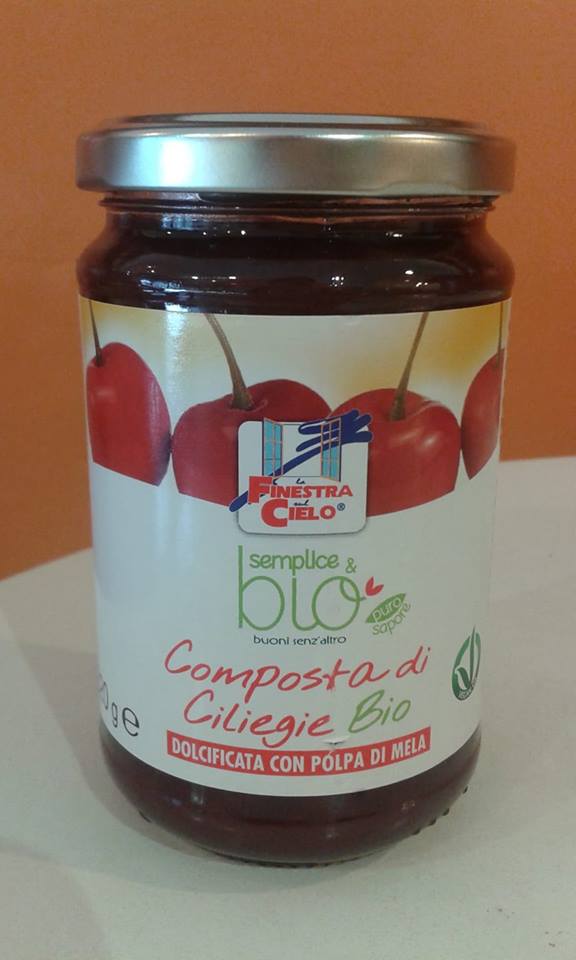 la
FINESTRA
sul
CIELO®
semplice &
bio
puro
sapore
buoni senz'altro
Composta di
Ciliegie Bio
g e
DOLCIFICATA CON POLPA DI MELA